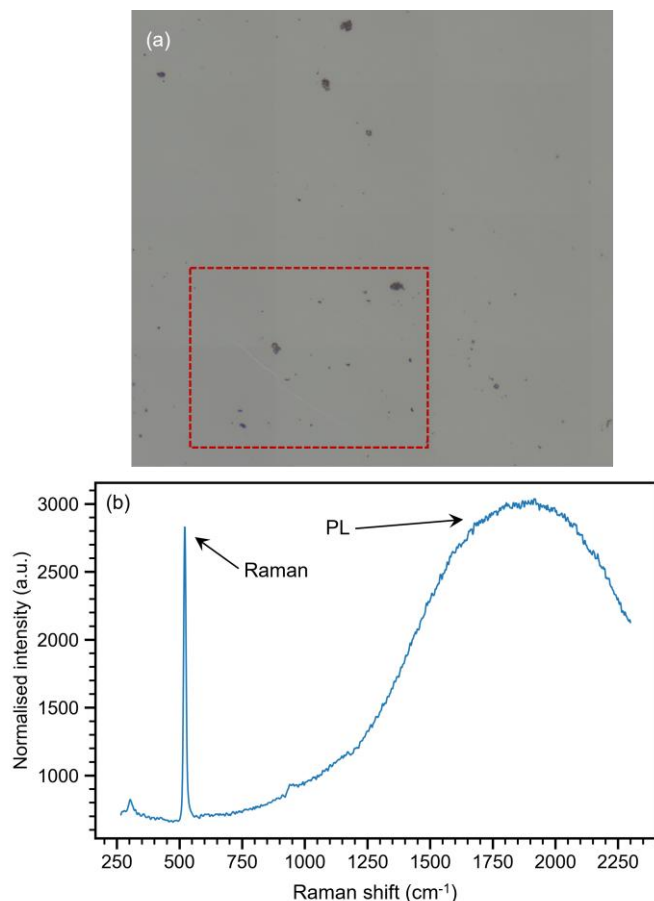 (a)
(b)
3000
2500
2000
1500
1000
Normalised intensity (a.u.)
PL
Raman
250 500 750 1000 1250 1500 1750 2000 2250
Raman shift (cm⁻¹)